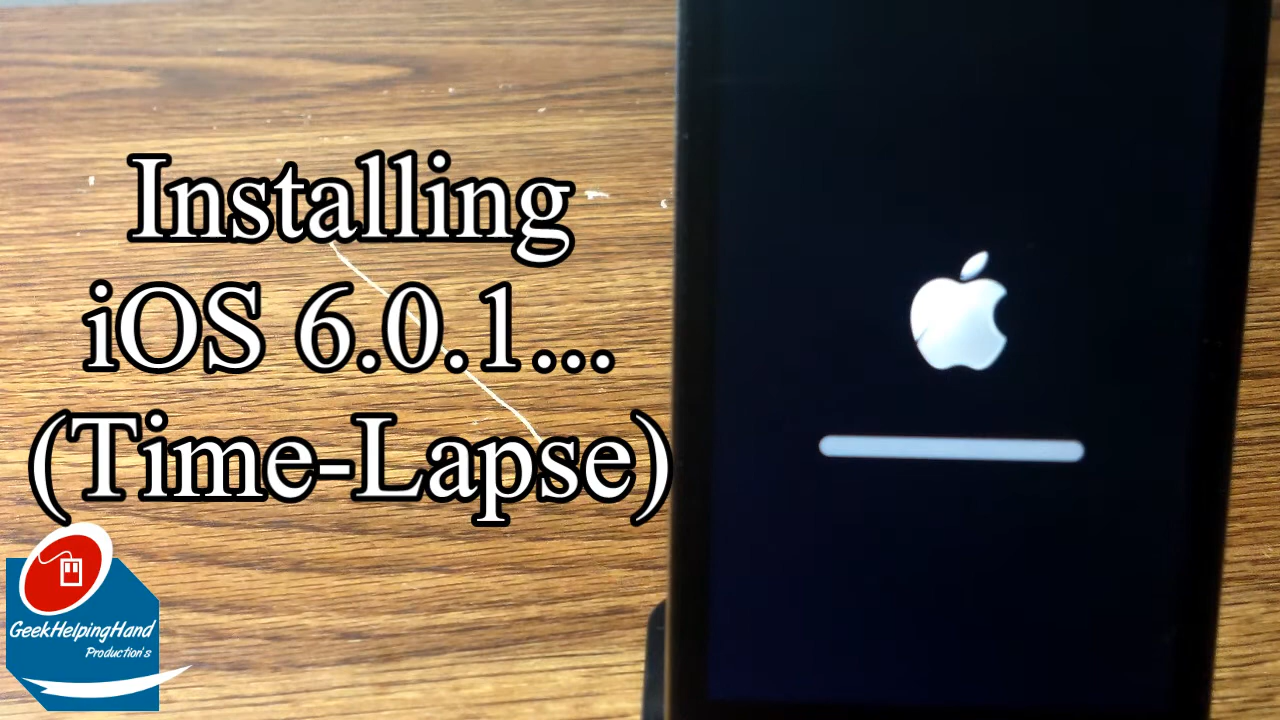 Installing
iOS 6.0.1...
(Time-Lapse)
GeekHelpingHand
Production's